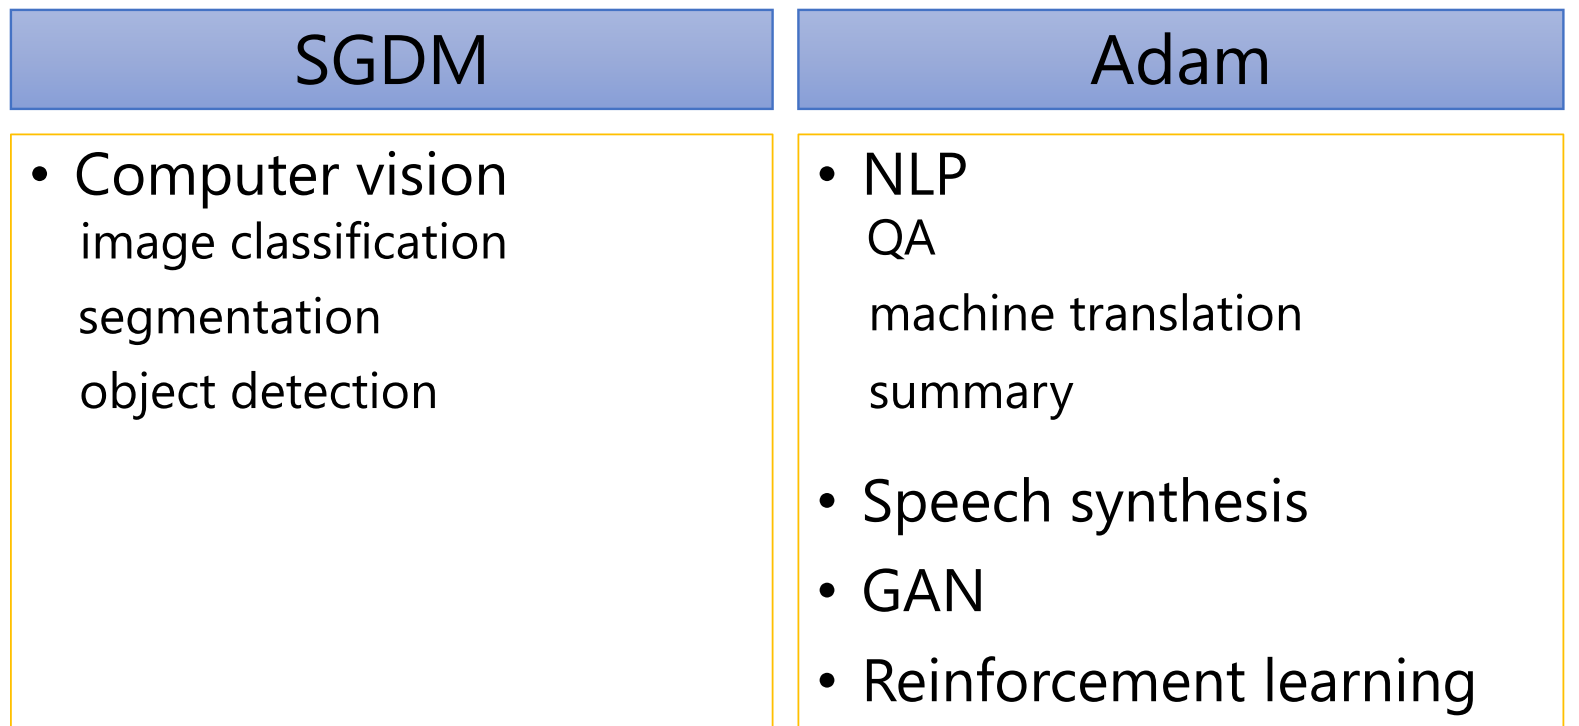 SGDM
• Computer vision
image classification
segmentation
object detection
Adam
• NLP
QA
machine translation
summary
• Speech synthesis
• GAN
• Reinforcement learning